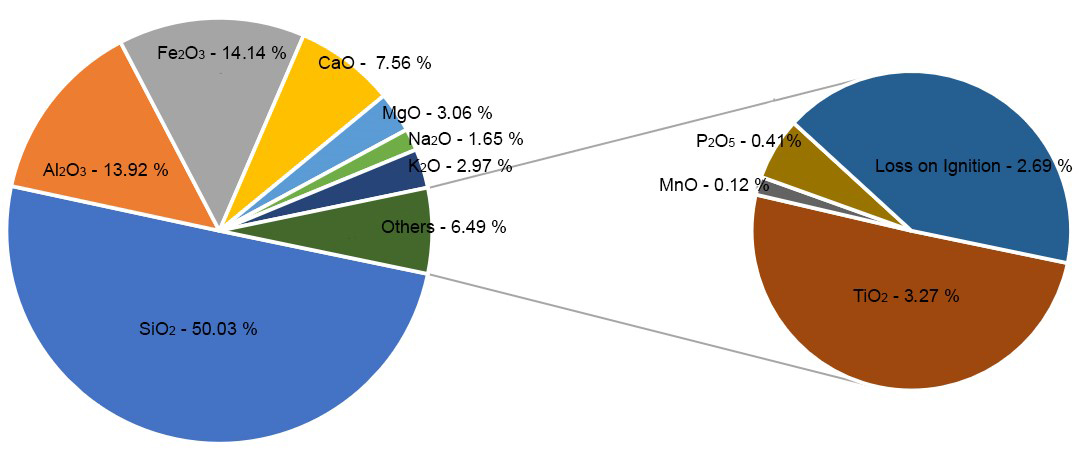 Fe₂O₃ - 14.14 %
CaO - 7.56 %
MgO - 3.06 %
Na₂O - 1.65 %
K₂O - 2.97 %
Al₂O₃ - 13.92 %
Others - 6.49 %
SiO₂ - 50.03 %
P₂O₅ - 0.41%
Loss on Ignition - 2.69 %
MnO - 0.12 %
TiO₂ - 3.27 %